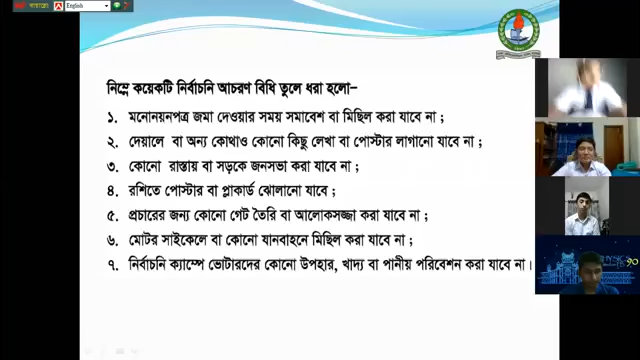 English
নিম্নে কয়েকটি নির্বাচনি আচরণ বিধি তুলে ধরা হলো-
১. মনোনয়নপত্র জমা দেওয়ার সময় সমাবেশ বা মিছিল করা যাবে না ;
২. দেয়ালে বা অন্য কোথাও কোনো কিছু লেখা বা পোস্টার লাগানো যাবে না ;
৩. কোনো রাস্তায় বা সড়কে জনসভা করা যাবে না ;
৪. রশিতে পোস্টার বা প্লাকার্ড ঝোলানো যাবে ;
৫. প্রচারের জন্য কোনো গেট তৈরি বা আলোকসজ্জা করা যাবে না ;
৬. মোটর সাইকেলে বা কোনো যানবাহনে মিছিল করা যাবে না ;
৭. নির্বাচনি ক্যাম্পে ভোটারদের কোনো উপহার, খাদ্য বা পানীয় পরিবেশন করা যাবে না।